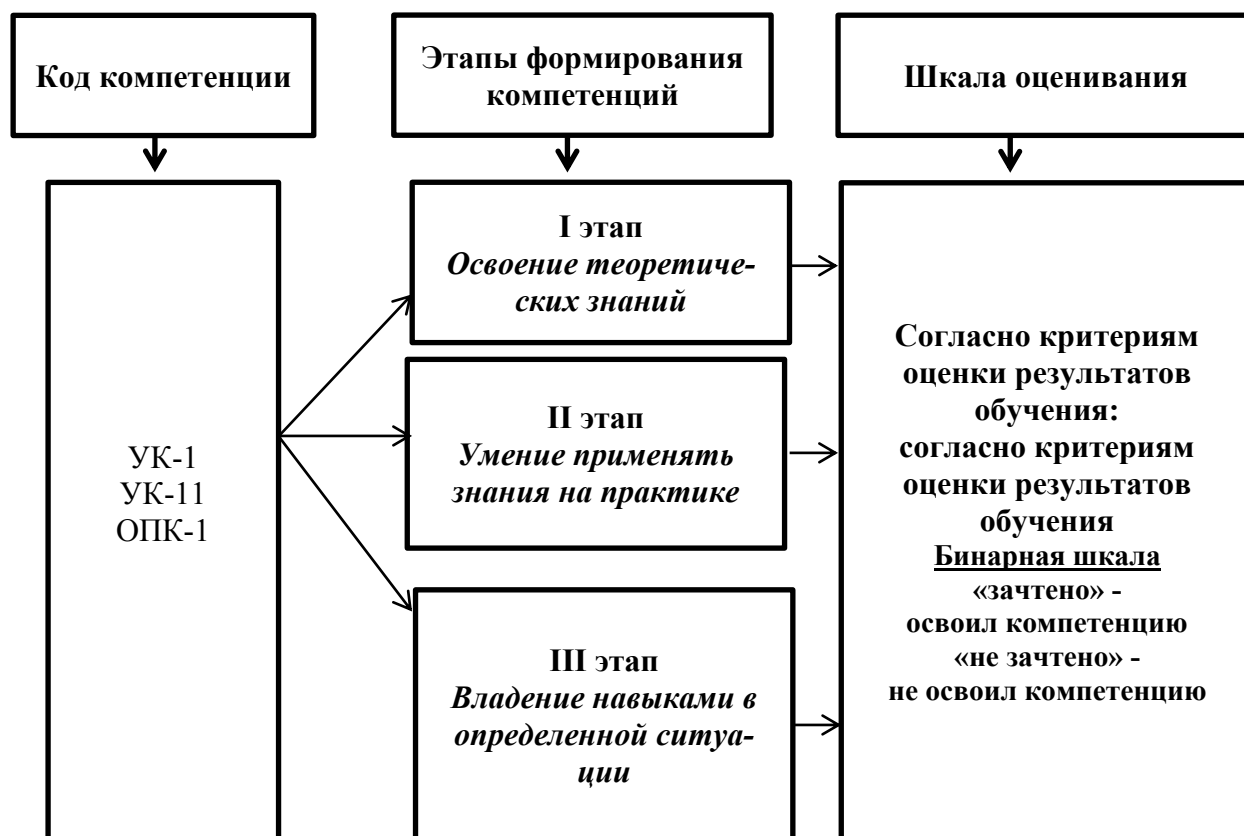 Код компетенции
Этапы формирования
компетенций
Шкала оценивания
УК-1
УК-11
ОПК-1
I этап
Освоение теоретиче-
ских знаний
II этап
Умение применять
знания на практике
III этап
Владение навыками в
определенной ситуа-
ции
Согласно критериям
оценки результатов
обучения:
согласно критериям
оценки результатов
обучения
Бинарная шкала
«зачтено» -
освоил компетенцию
«не зачтено» -
не освоил компетенцию